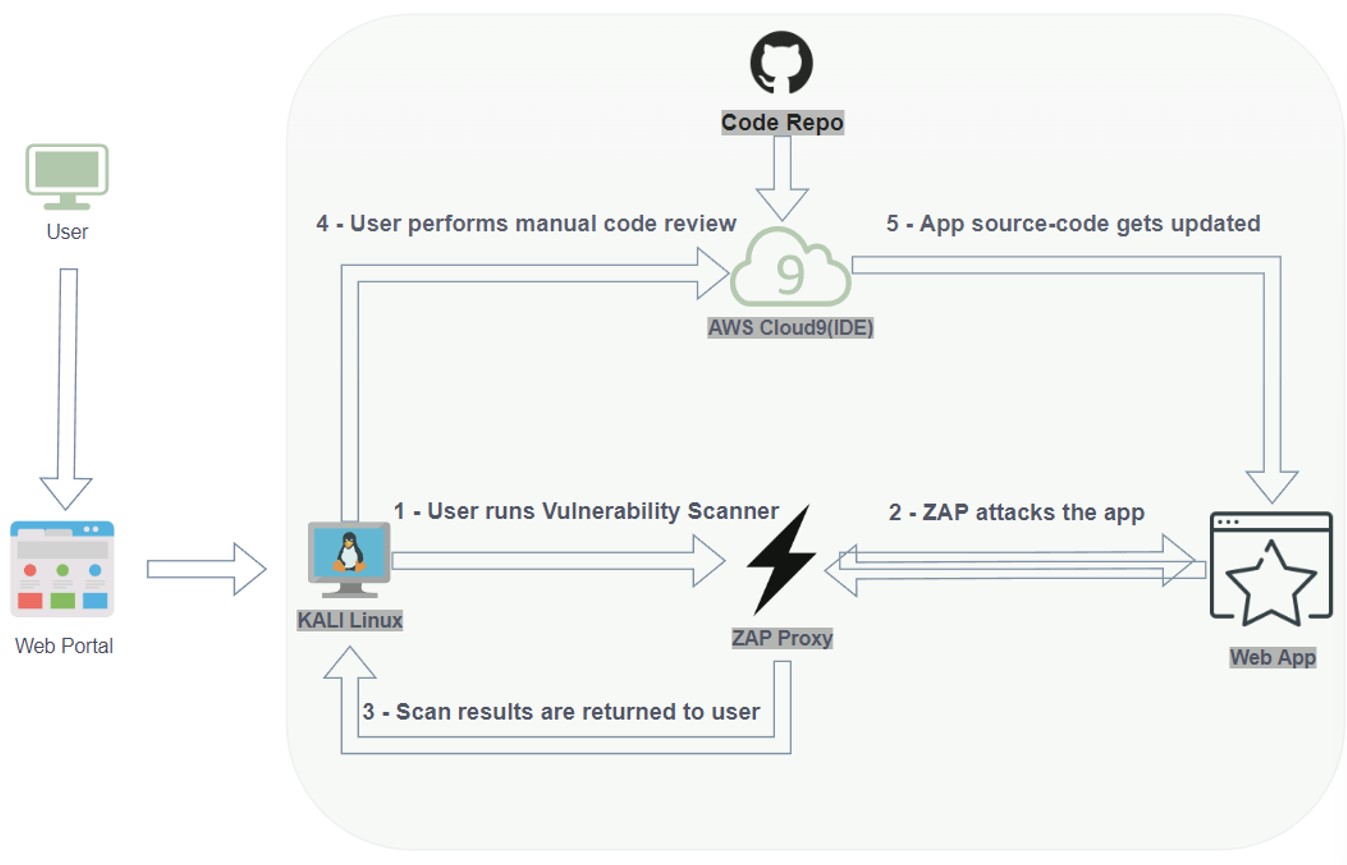 Code Repo
User
4 - User performs manual code review
5 - App source-code gets updated
9
AWS Cloud9(IDE)
1 - User runs Vulnerability Scanner
2 - ZAP attacks the app
KALI Linux
Web Portal
ZAP Proxy
Web App
3 - Scan results are returned to user